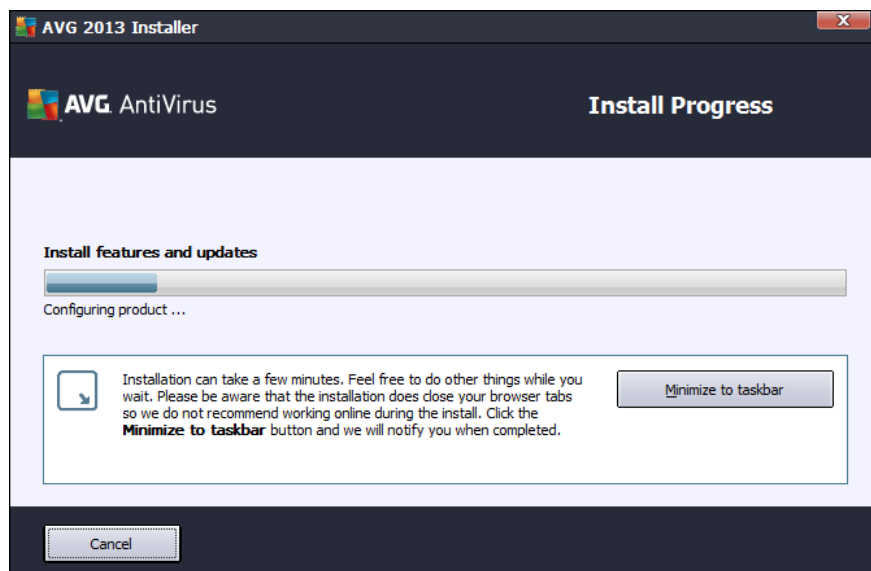 AVG 2013 Installer
AVG. AntiVirus
Install Progress
Install features and updates
Configuring product ...
Installation can take a few minutes. Feel free to do other things while you
wait. Please be aware that the installation does close your browser tabs
so we do not recommend working online during the install. Click the
Minimize to taskbar button and we will notify you when completed.
Minimize to taskbar
Cancel